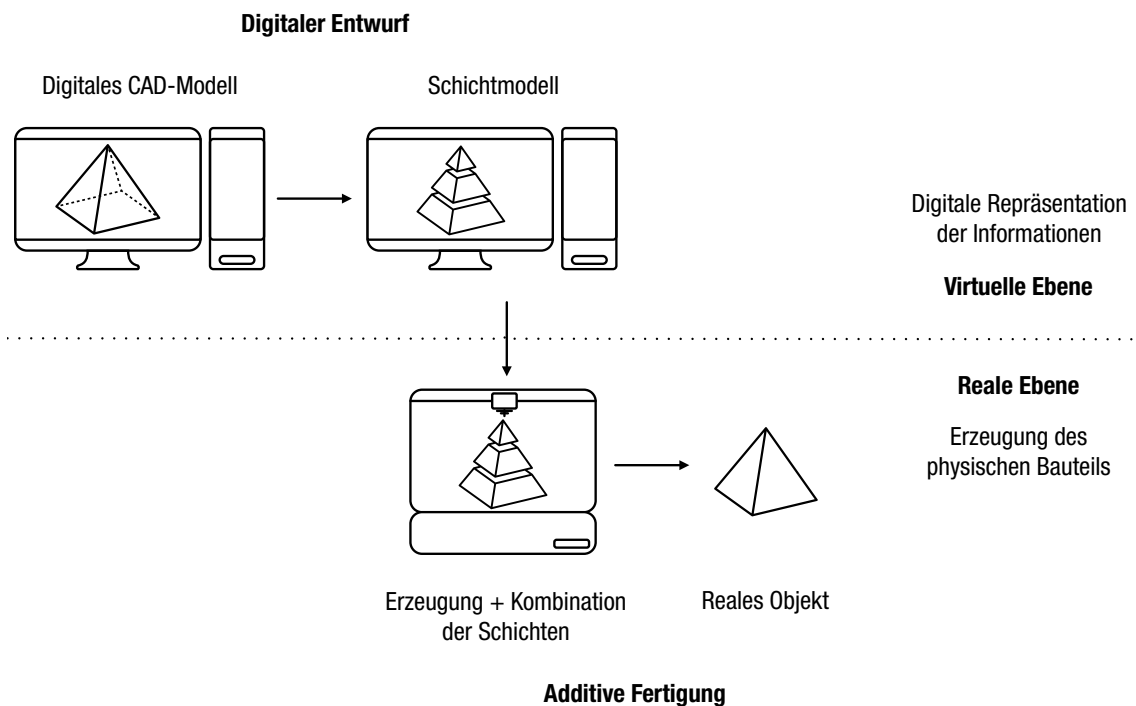 Digitaler Entwurf
Digitales CAD-Modell
Schichtmodell
Digitale Repräsentation
der Informationen
Virtuelle Ebene
Reale Ebene
Erzeugung des
physischen Bauteils
Erzeugung + Kombination
der Schichten
Reales Objekt
Additive Fertigung